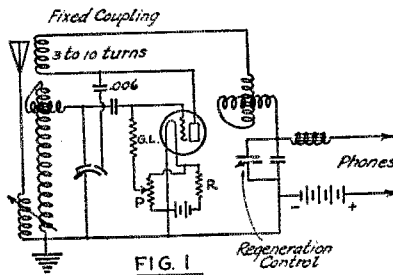 Fixed Coupling
3 to 10 turns
.006
G.L.
P
R
Phones
- +
Regeneration
Control
FIG. 1